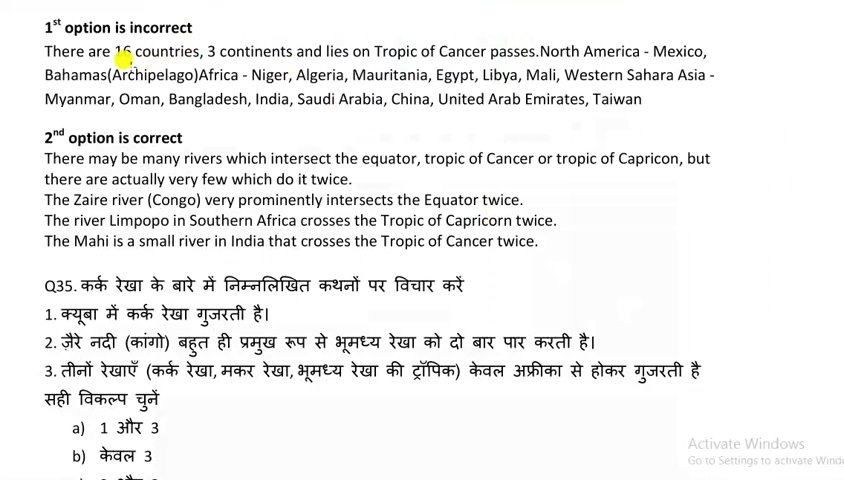 1st option is incorrect
There are 16 countries, 3 continents and lies on Tropic of Cancer passes.North America - Mexico,
Bahamas(Archipelago)Africa - Niger, Algeria, Mauritania, Egypt, Libya, Mali, Western Sahara Asia -
Myanmar, Oman, Bangladesh, India, Saudi Arabia, China, United Arab Emirates, Taiwan
2nd option is correct
There may be many rivers which intersect the equator, tropic of Cancer or tropic of Capricon, but
there are actually very few which do it twice.
The Zaire river (Congo) very prominently intersects the Equator twice.
The river Limpopo in Southern Africa crosses the Tropic of Capricorn twice.
The Mahi is a small river in India that crosses the Tropic of Cancer twice.
Q35. कर्क रेखा के बारे में निम्नलिखित कथनों पर विचार करें
1. क्यूबा में कर्क रेखा गुजरती है।
2. ज़ैरे नदी (कांगो) बहुत ही प्रमुख रूप से भूमध्य रेखा को दो बार पार करती है।
3. तीनों रेखाएँ (कर्क रेखा, मकर रेखा, भूमध्य रेखा की ट्रॉपिक) केवल अफ्रीका से होकर गुजरती है
सही विकल्प चुनें
a) 1 और 3
b) केवल 3
Activate Windows
Go to Settings to activate Wind